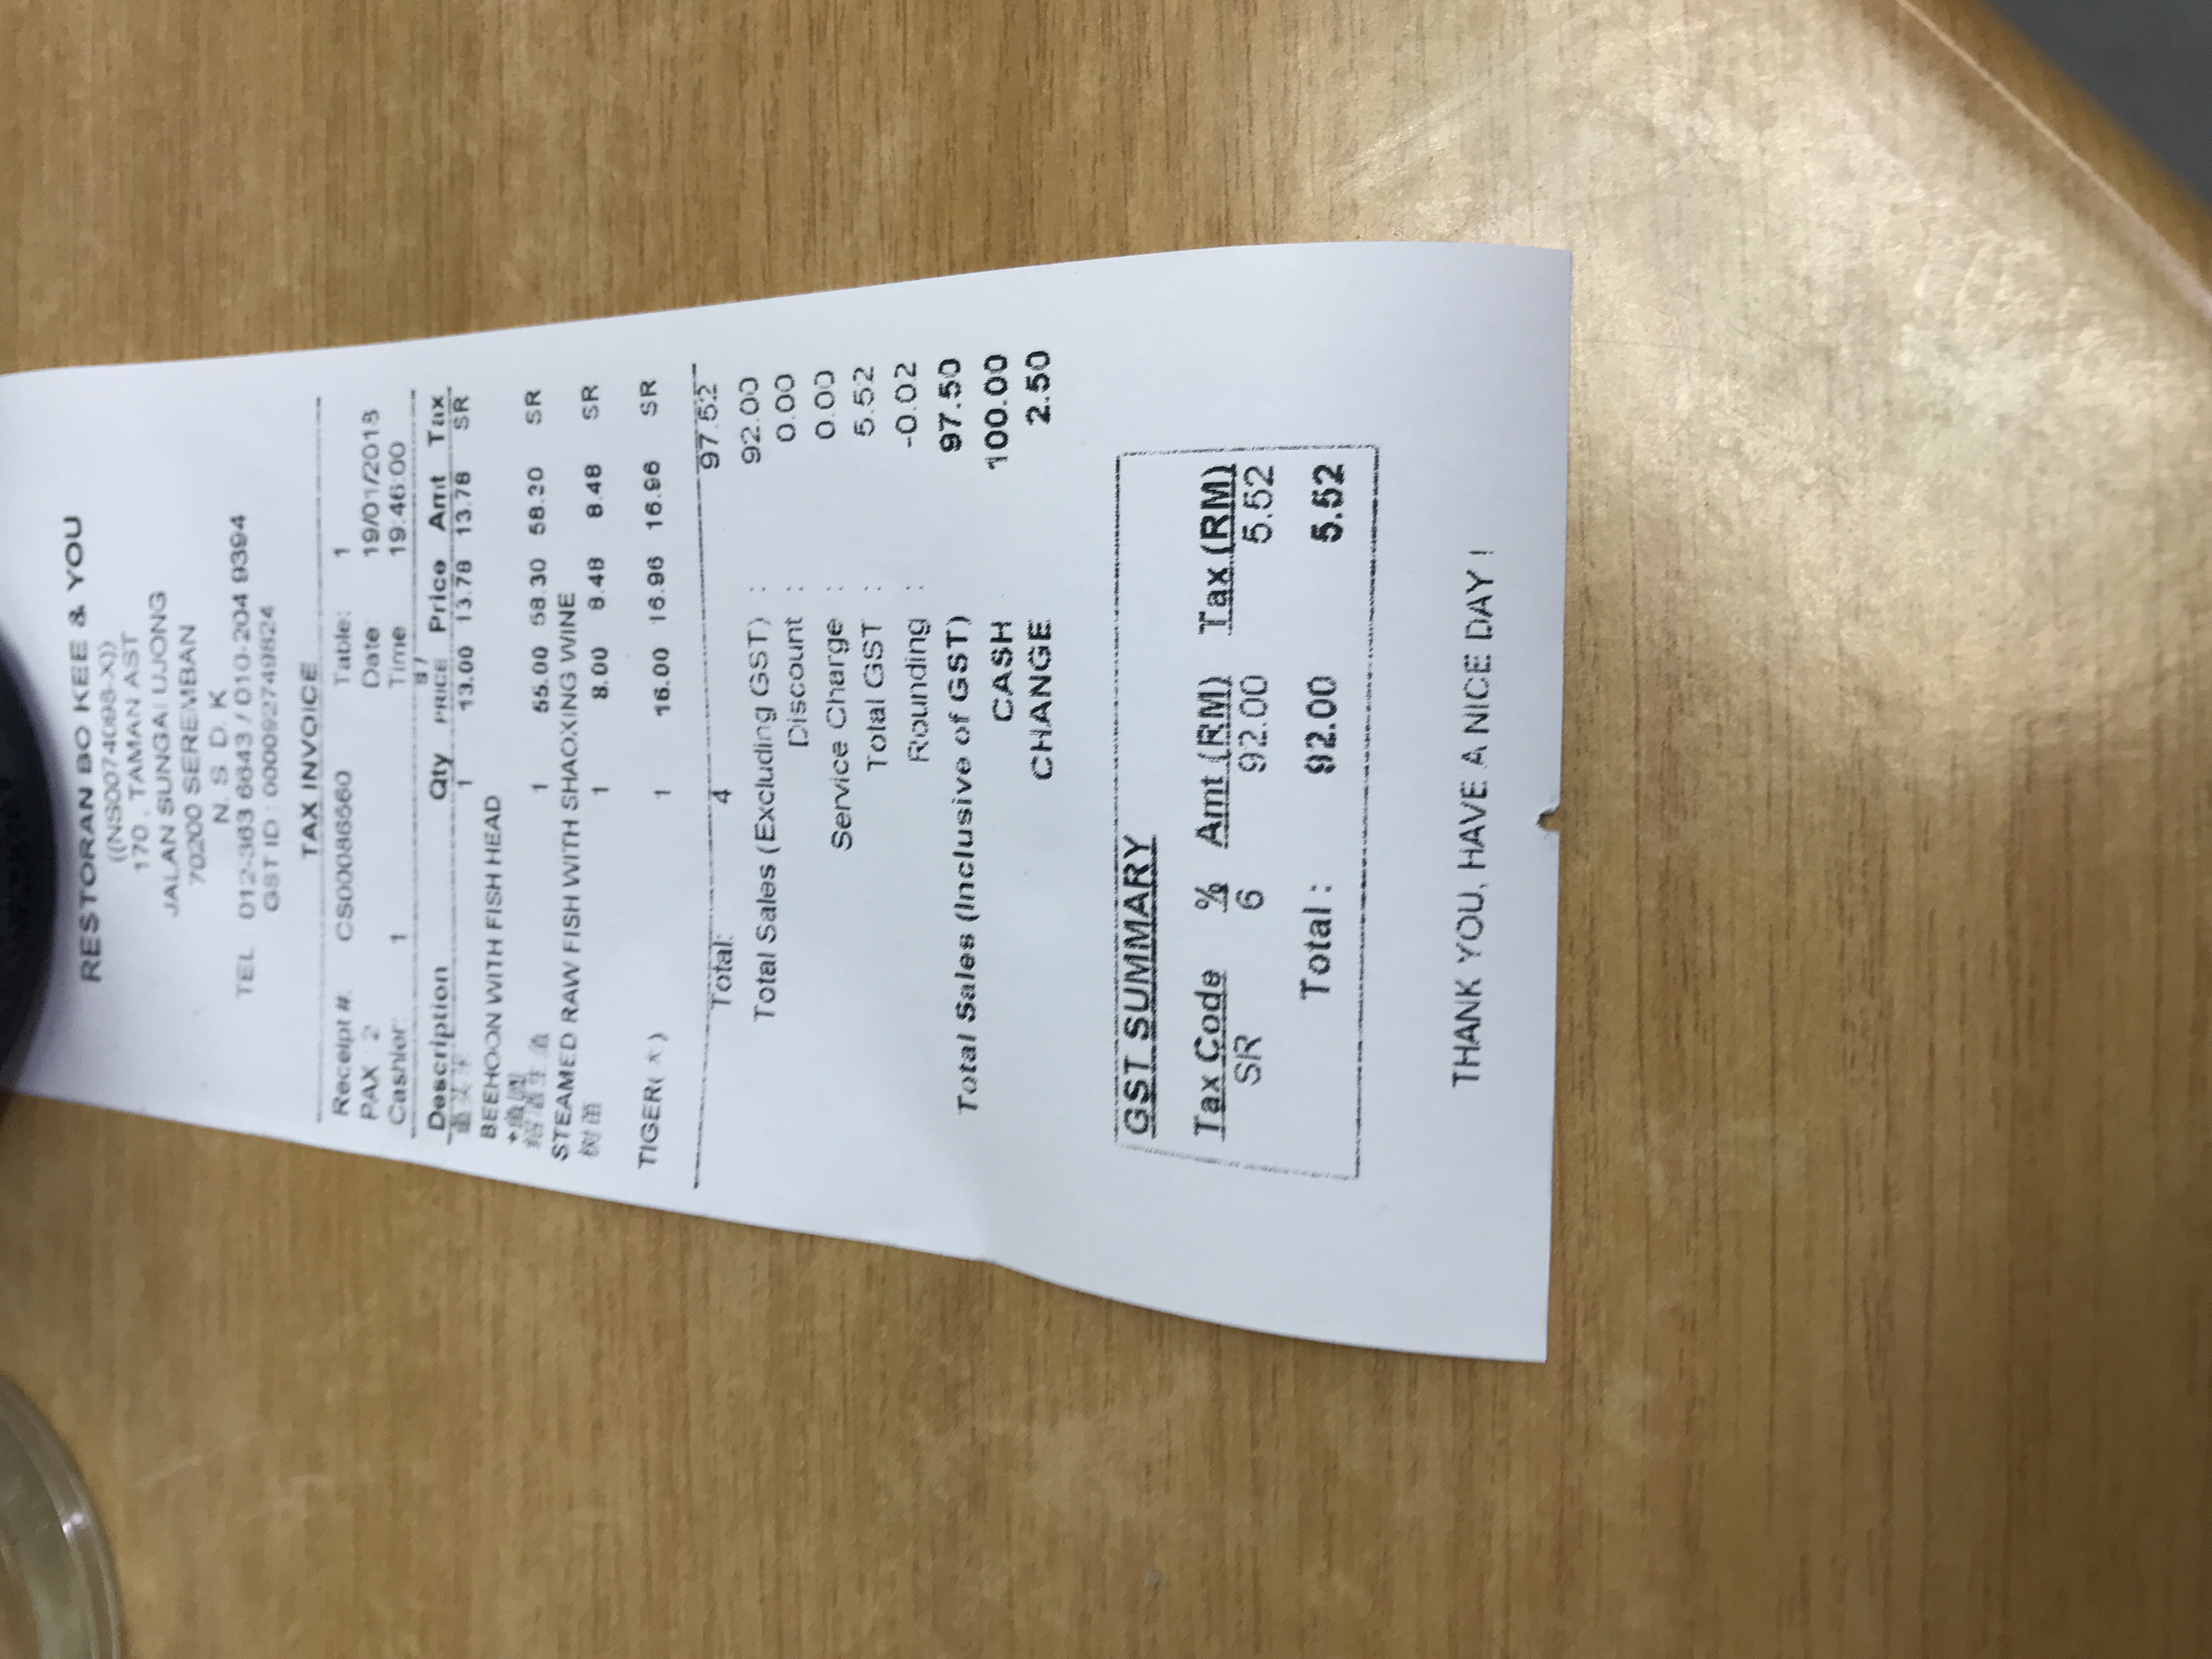 RESTORAN BO KEE & YOU
((NS0074068-X))
170 , TAMAN AST
JALAN SUNGAI UJONG
70200 SEREMBAN
N. S. D. K
TEL 012-363 6643 / 010-204 9394
GST ID : 000927498624
TAX INVOICE
Receipt #: CS00086660 Table: 1
PAX : 2 Date 19/01/2018
Cashier: 1 Time 19:46:00
Description Qty PRICE Price Amt Tax
1 13.00 13.78 13.78 SR
BEEHOON WITH FISH HEAD
1 55.00 58.30 58.30 SR
STEAMED RAW FISH WITH SHAOXING WINE
1 8.00 8.48 8.48 SR
TIGER( 大 ) 1 16.00 16.96 16.96 SR
Total: 4 97.52
Total Sales (Excluding GST) : 92.00
Discount : 0.00
Service Charge : 0.00
Total GST : 5.52
Rounding : -0.02
Total Sales (Inclusive of GST) 97.50
CASH 100.00
CHANGE 2.50
GST SUMMARY
Tax Code % Amt (RM) Tax (RM)
SR 6 92.00 5.52
Total : 92.00 5.52
THANK YOU, HAVE A NICE DAY !